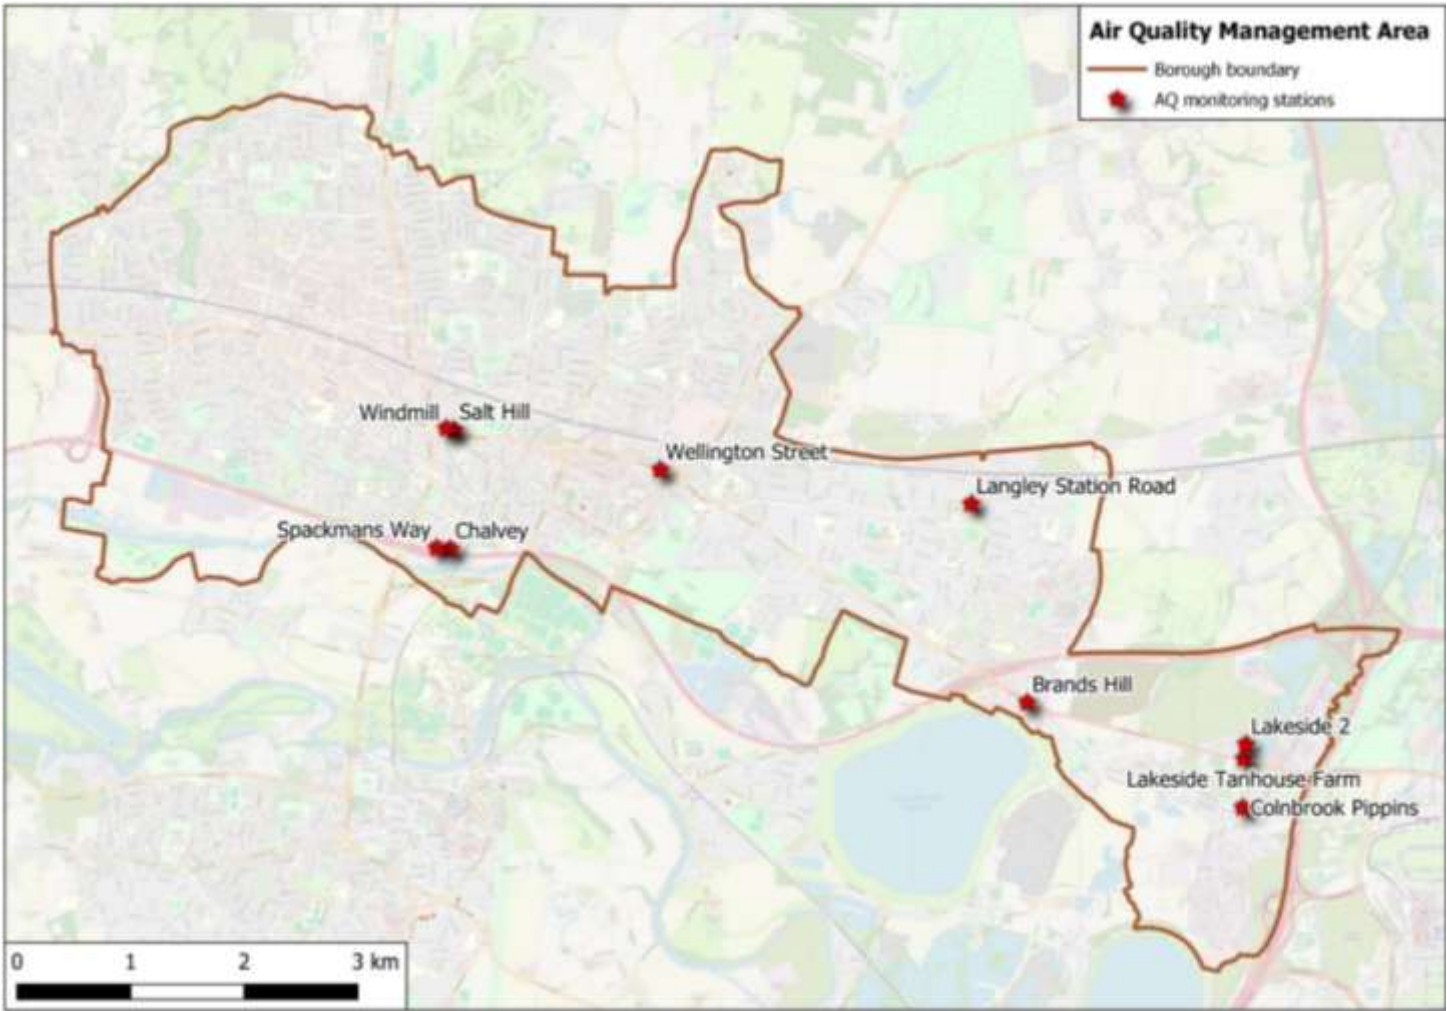 Air Quality Management Area
Borough boundary
AQ monitoring stations
Windmill
Salt Hill
Wellington Street
Langley Station Road
Spackmans Way
Chalvey
Brands Hill
Lakeside 2
Lakeside Tanhouse Farm
Colnbrook Pippins
0 1 2 3 km